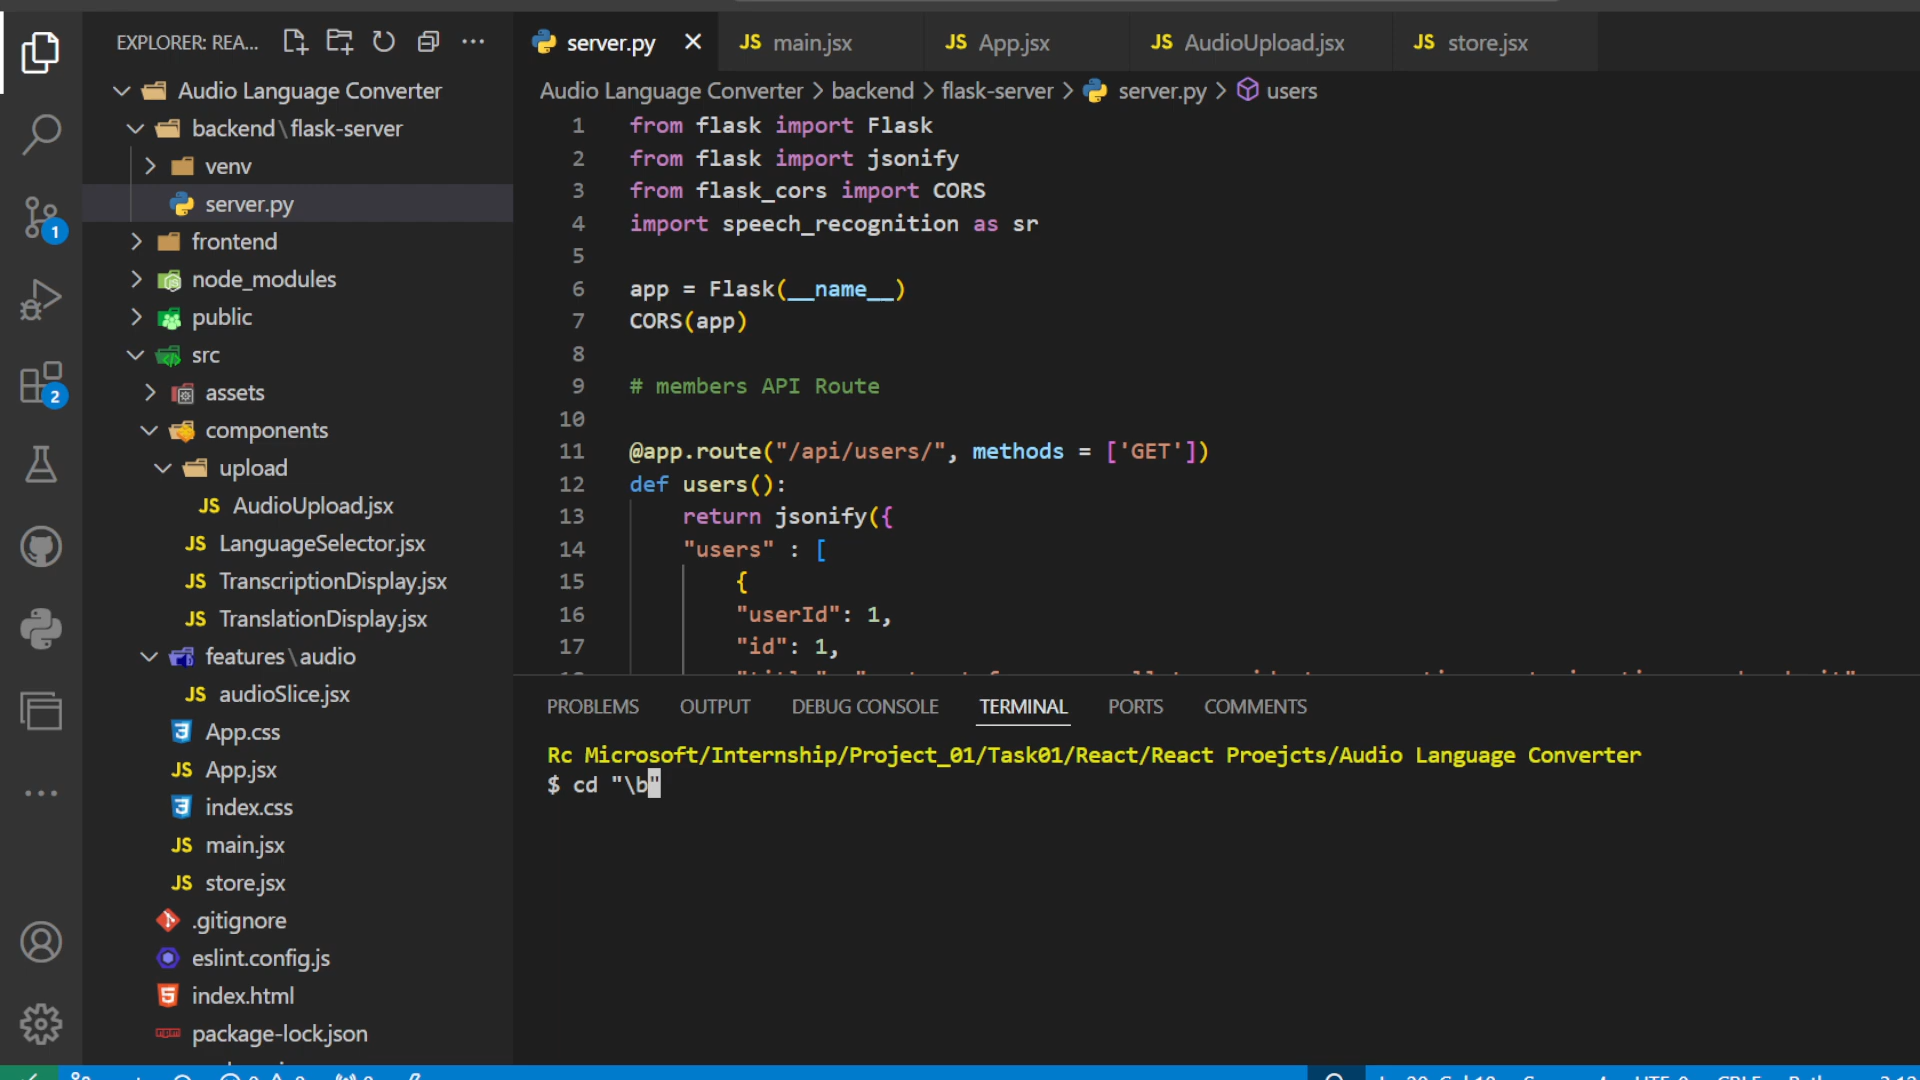 EXPLORER: REA...
Audio Language Converter
backend\flask-server
venv
server.py
frontend
node_modules
public
src
assets
components
upload
JS AudioUpload.jsx
JS LanguageSelector.jsx
JS TranscriptionDisplay.jsx
JS TranslationDisplay.jsx
features\audio
JS audioSlice.jsx
App.css
JS App.jsx
index.css
JS main.jsx
JS store.jsx
.gitignore
eslint.config.js
index.html
package-lock.json
1
2
server.py
JS main.jsx
JS App.jsx
JS AudioUpload.jsx
JS store.jsx
Audio Language Converter > backend > flask-server > server.py > users
1 from flask import Flask
2 from flask import jsonify
3 from flask_cors import CORS
4 import speech_recognition as sr
5
6 app = Flask(__name__)
7 CORS(app)
8
9 # members API Route
10
11 @app.route("/api/users/", methods = ['GET'])
12 def users():
13 return jsonify({
14 "users" : [
15 {
16 "userId": 1,
17 "id": 1,
PROBLEMS OUTPUT DEBUG CONSOLE TERMINAL PORTS COMMENTS
Rc Microsoft/Internship/Project_01/Task01/React/React Proejcts/Audio Language Converter
$ cd "\b"